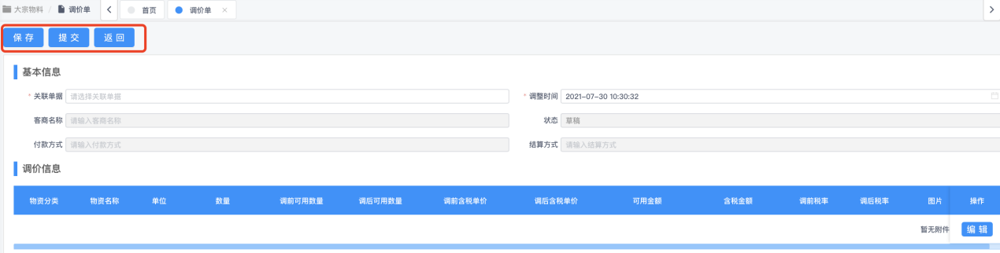 大宗物料 / 调价单 首页 调价单
保存 提交 返回
基本信息
* 关联单据 请选择关联单据 * 调整时间 2021-07-30 10:30:32
客商名称 请输入客商名称 状态 草稿
付款方式 请输入付款方式 结算方式 请输入结算方式
调价信息
物资分类 物资名称 单位 数量 调前可用数量 调后可用数量 调前含税单价 调后含税单价 可用金额 含税金额 调前税率 调后税率 图片 操作
暂无附件 编辑